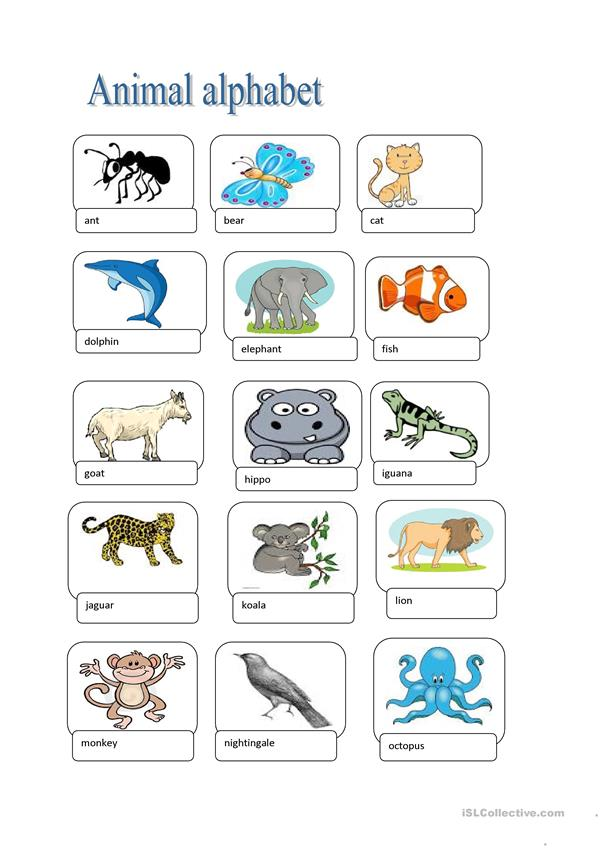 Animal alphabet
ant
bear
cat
dolphin
elephant
fish
goat
hippo
iguana
jaguar
koala
lion
monkey
nightingale
octopus
iSLCollective.com